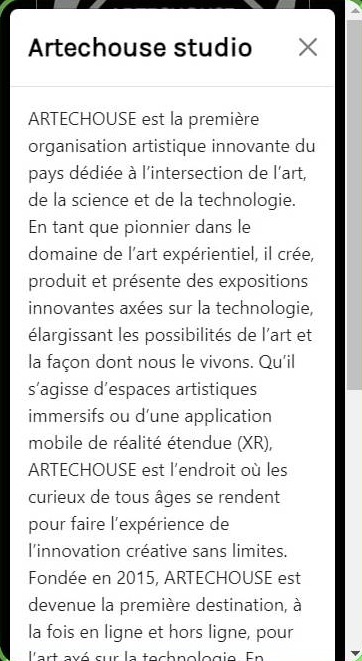 ARTECHOUSE
Artechouse studio
ARTECHOUSE est la première
organisation artistique innovante du
pays dédiée à l’intersection de l’art,
de la science et de la technologie.
En tant que pionnier dans le
domaine de l’art expérientiel, il crée,
produit et présente des expositions
innovantes axées sur la technologie,
élargissant les possibilités de l’art et
la façon dont nous le vivons. Qu’il
s’agisse d’espaces artistiques
immersifs ou d’une application
mobile de réalité étendue (XR),
ARTECHOUSE est l’endroit où les
curieux de tous âges se rendent
pour faire l’expérience de
l’innovation créative sans limites.
Fondée en 2015, ARTECHOUSE est
devenue la première destination, à
la fois en ligne et hors ligne, pour
l’art axé sur la technologie. En